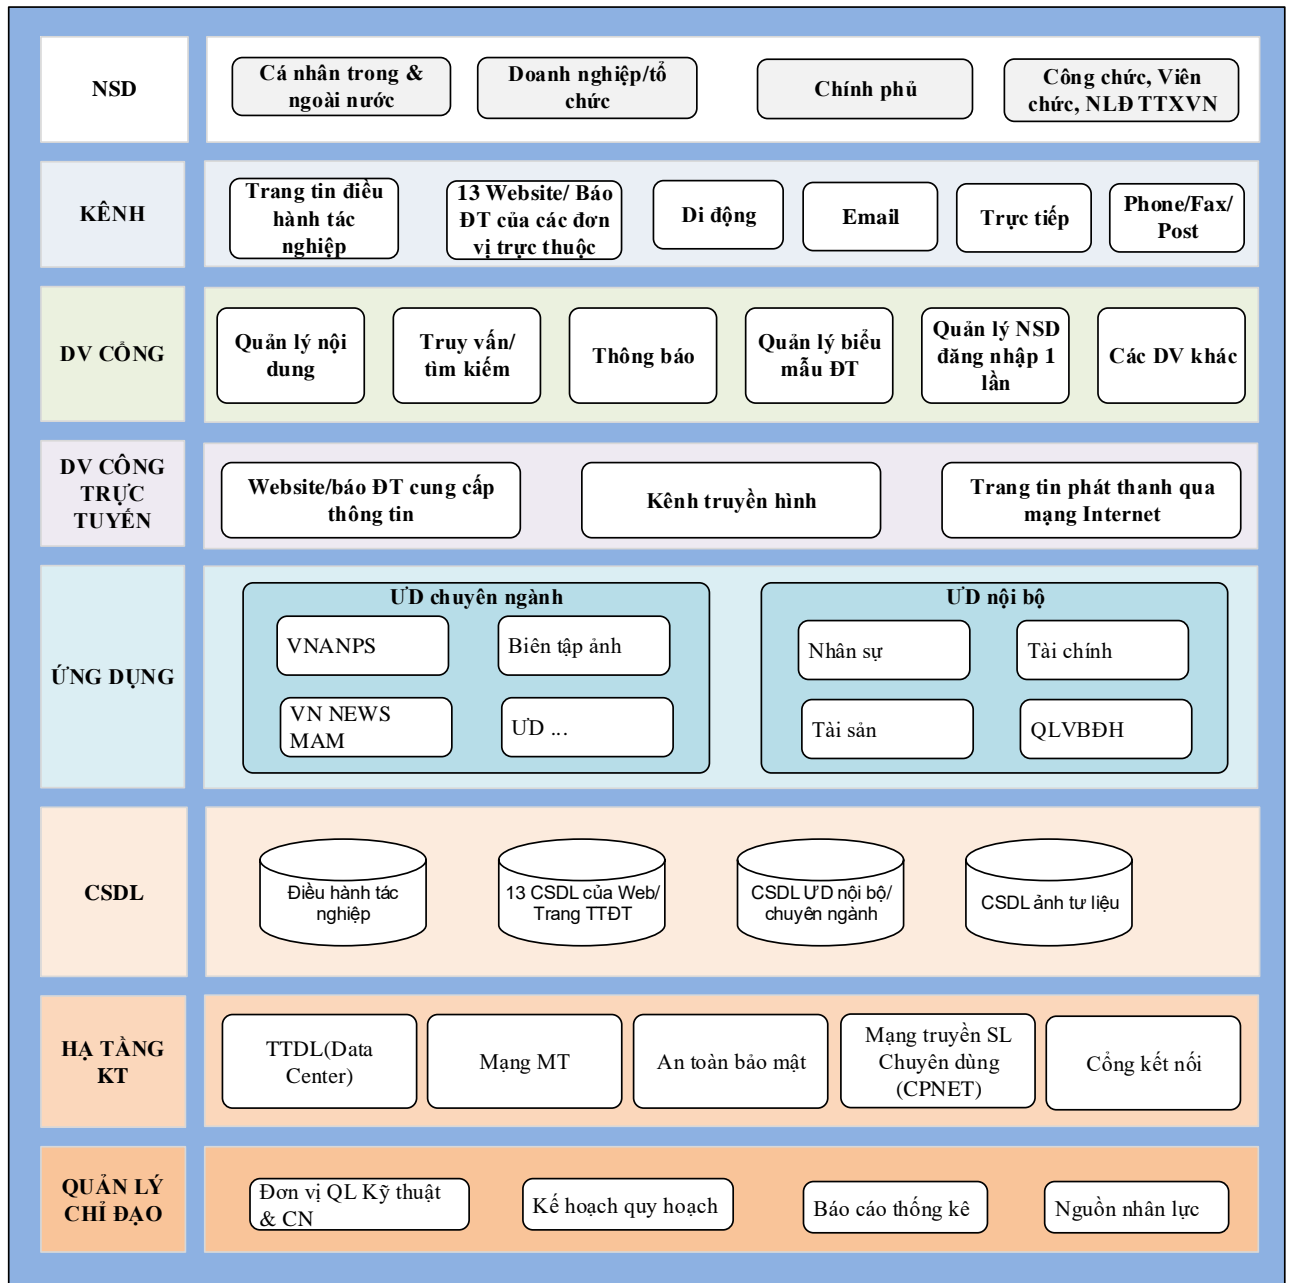 NSD
Cá nhân trong &
ngoài nước
Doanh nghiệp/tổ
chức
Chính phủ
Công chức, Viên
chức, NLĐ TTXVN
KÊNH
Trang tin điều
hành tác
nghiệp
13 Website/ Báo
ĐT của các đơn
vị trực thuộc
Di động
Email
Trực tiếp
Phone/Fax/
Post
DV CỔNG
Quản lý nội
dung
Truy vấn/
tìm kiếm
Thông báo
Quản lý biểu
mẫu ĐT
Quản lý NSD
đăng nhập 1
lần
Các DV khác
DV CÔNG
TRỰC
TUYẾN
Website/báo ĐT cung cấp
thông tin
Kênh truyền hình
Trang tin phát thanh qua
mạng Internet
ỨNG DỤNG
ƯD chuyên ngành
VNANPS
Biên tập ảnh
VN NEWS
MAM
ƯD ...
ƯD nội bộ
Nhân sự
Tài chính
Tài sản
QLVBĐH
CSDL
Điều hành tác
nghiệp
13 CSDL của Web/
Trang TTĐT
CSDL ƯD nội bộ/
chuyên ngành
CSDL ảnh tư liệu
HẠ TẦNG
KT
TTDL(Data
Center)
Mạng MT
An toàn bảo mật
Mạng truyền SL
Chuyên dùng
(CPNET)
Cổng kết nối
QUẢN LÝ
CHỈ ĐẠO
Đơn vị QL Kỹ thuật
& CN
Kế hoạch quy hoạch
Báo cáo thống kê
Nguồn nhân lực